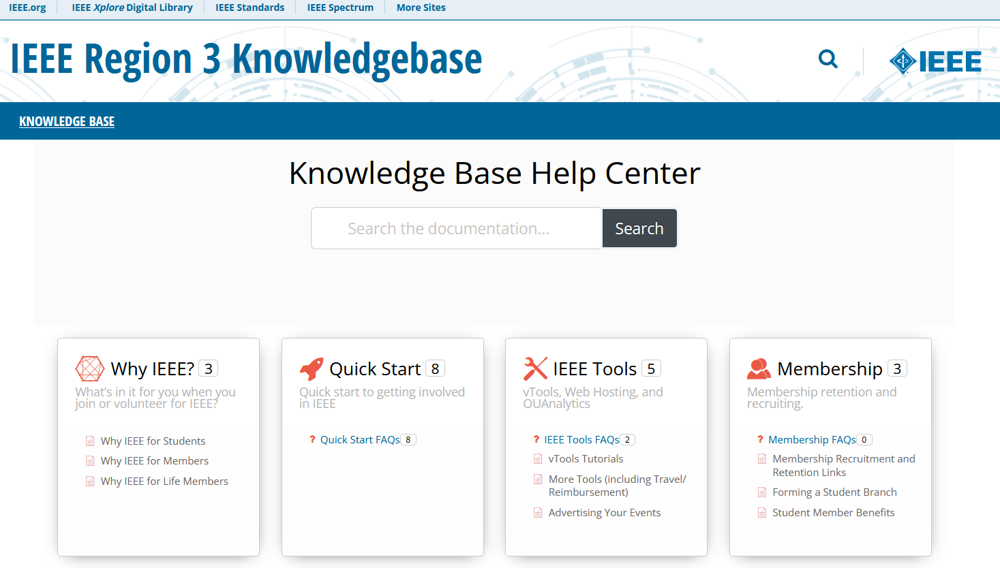 IEEE.org IEEE Xplore Digital Library IEEE Standards IEEE Spectrum More Sites
IEEE Region 3 Knowledgebase
IEEE
KNOWLEDGE BASE
Knowledge Base Help Center
Search the documentation...
Search
Why IEEE? 3
What's in it for you when you
join or volunteer for IEEE?
Why IEEE for Students
Why IEEE for Members
Why IEEE for Life Members
Quick Start 8
Quick start to getting involved
in IEEE
? Quick Start FAQs 8
IEEE Tools 5
vTools, Web Hosting, and
OUAnalytics
? IEEE Tools FAQs 2
vTools Tutorials
More Tools (including Travel/
Reimbursement)
Advertising Your Events
Membership 3
Membership retention and
recruiting.
? Membership FAQs 0
Membership Recruitment and
Retention Links
Forming a Student Branch
Student Member Benefits